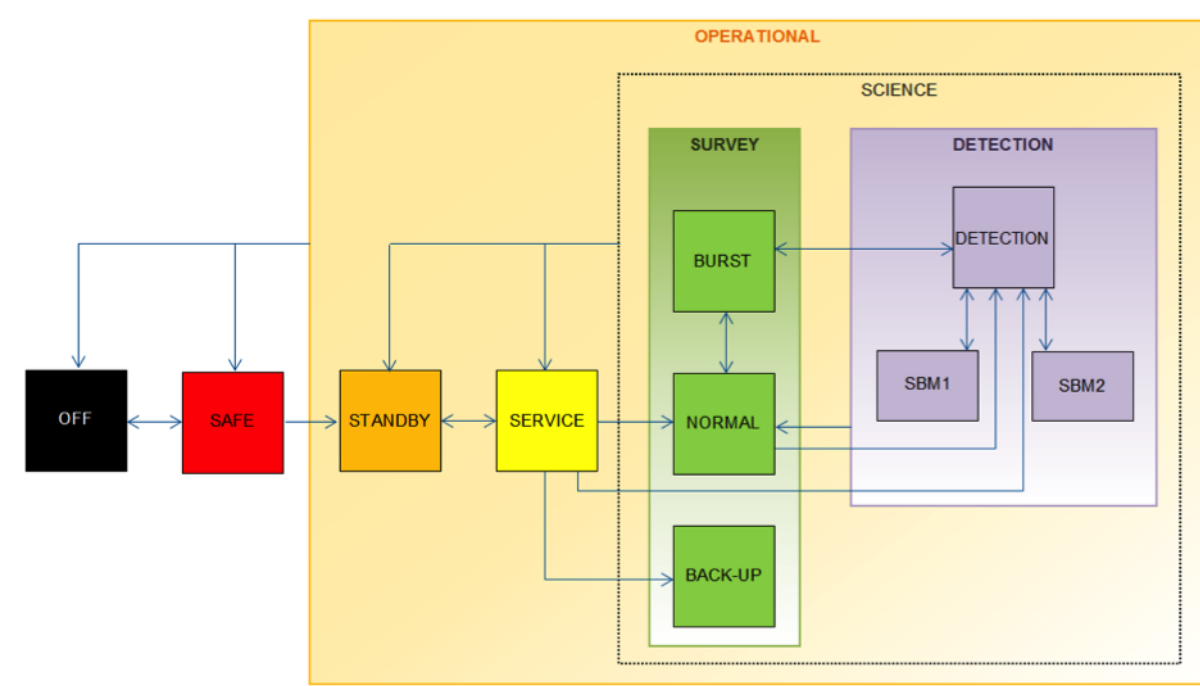 OPERATIONAL
SCIENCE
SURVEY
DETECTION
BURST
DETECTION
OFF
SAFE
STANDBY
SERVICE
NORMAL
SBM1
SBM2
BACK-UP